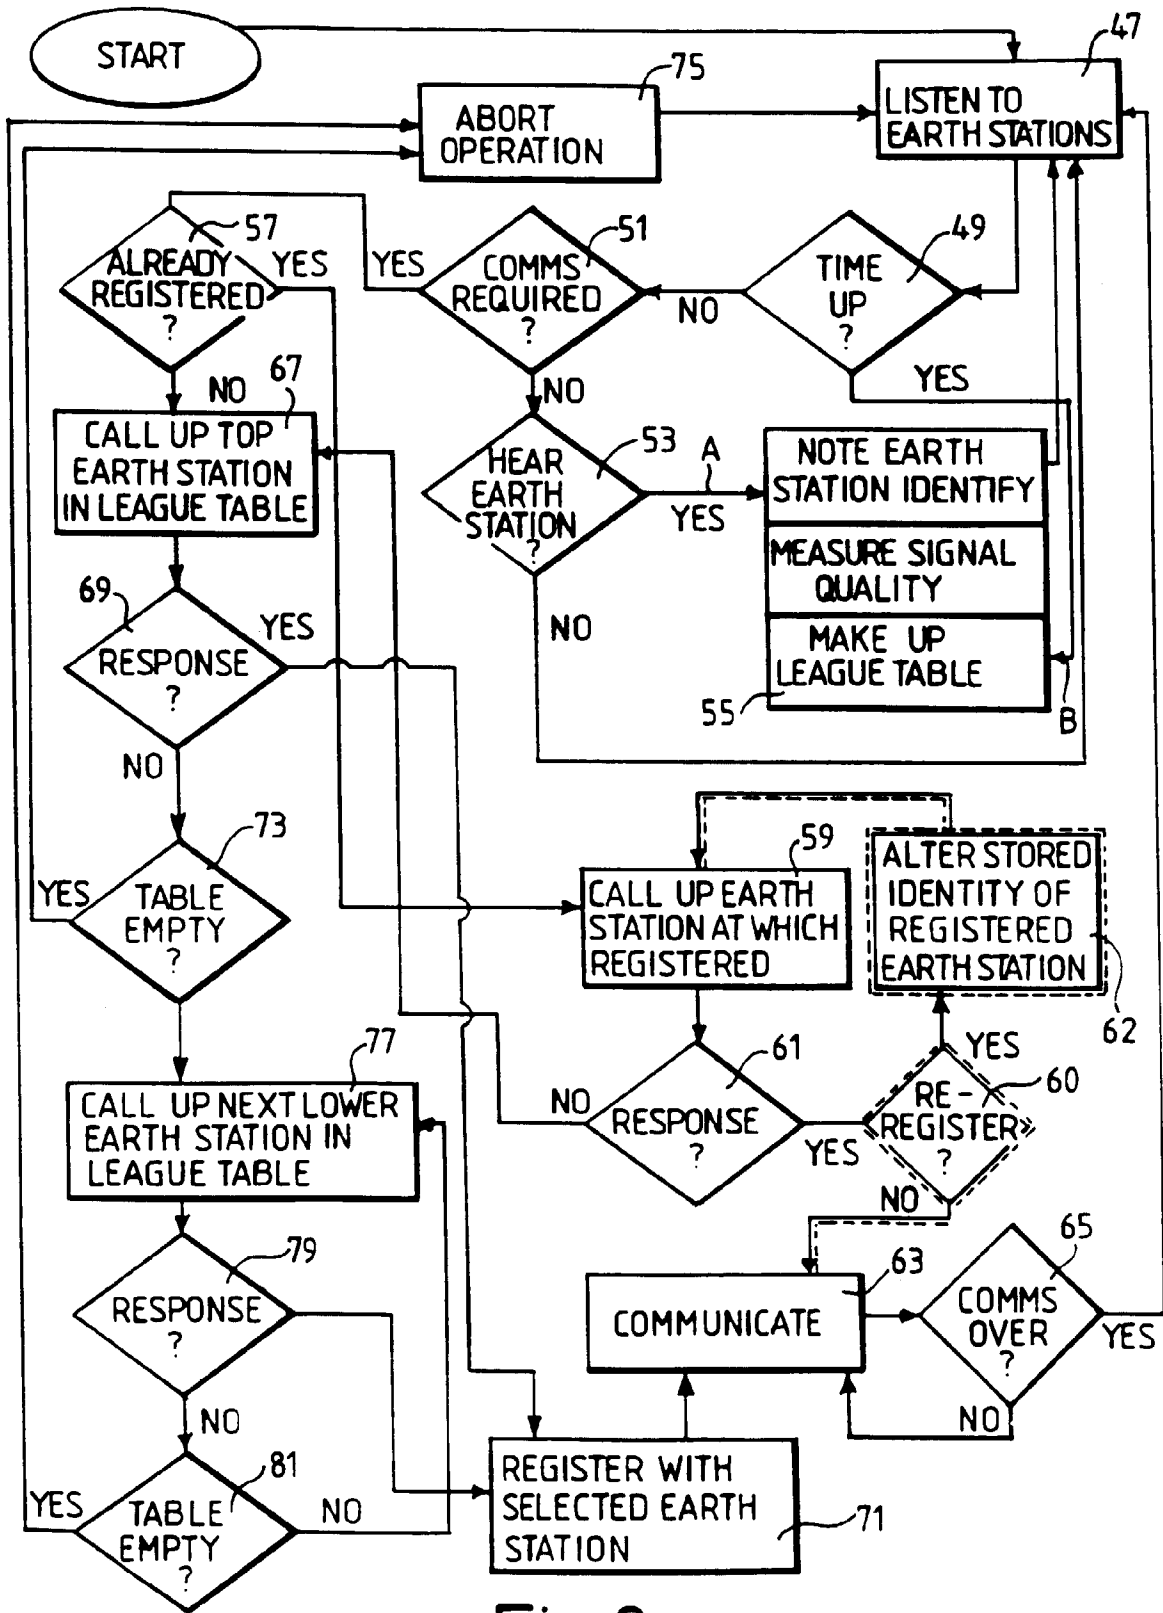 START
47
LISTEN TO
EARTH STATIONS
75
ABORT
OPERATION
57
ALREADY
REGISTERED
?
YES
NO
YES
51
COMMS
REQUIRED
?
NO
NO
49
TIME
UP
?
YES
67
CALL UP TOP
EARTH STATION
IN LEAGUE TABLE
53
HEAR
EARTH
STATION
?
A
YES
NO
NOTE EARTH
STATION IDENTIFY
MEASURE SIGNAL
QUALITY
MAKE UP
LEAGUE TABLE
55
B
69
RESPONSE
?
YES
NO
73
TABLE
EMPTY
?
YES
59
CALL UP EARTH
STATION AT WHICH
REGISTERED
ALTER STORED
IDENTITY OF
REGISTERED
EARTH STATION
62
61
RESPONSE
?
NO
YES
60
RE-
REGISTER
?
YES
NO
77
CALL UP NEXT LOWER
EARTH STATION IN
LEAGUE TABLE
79
RESPONSE
?
NO
63
COMMUNICATE
65
COMMS
OVER
?
YES
NO
81
TABLE
EMPTY
?
YES
NO
REGISTER WITH
SELECTED EARTH
STATION
71